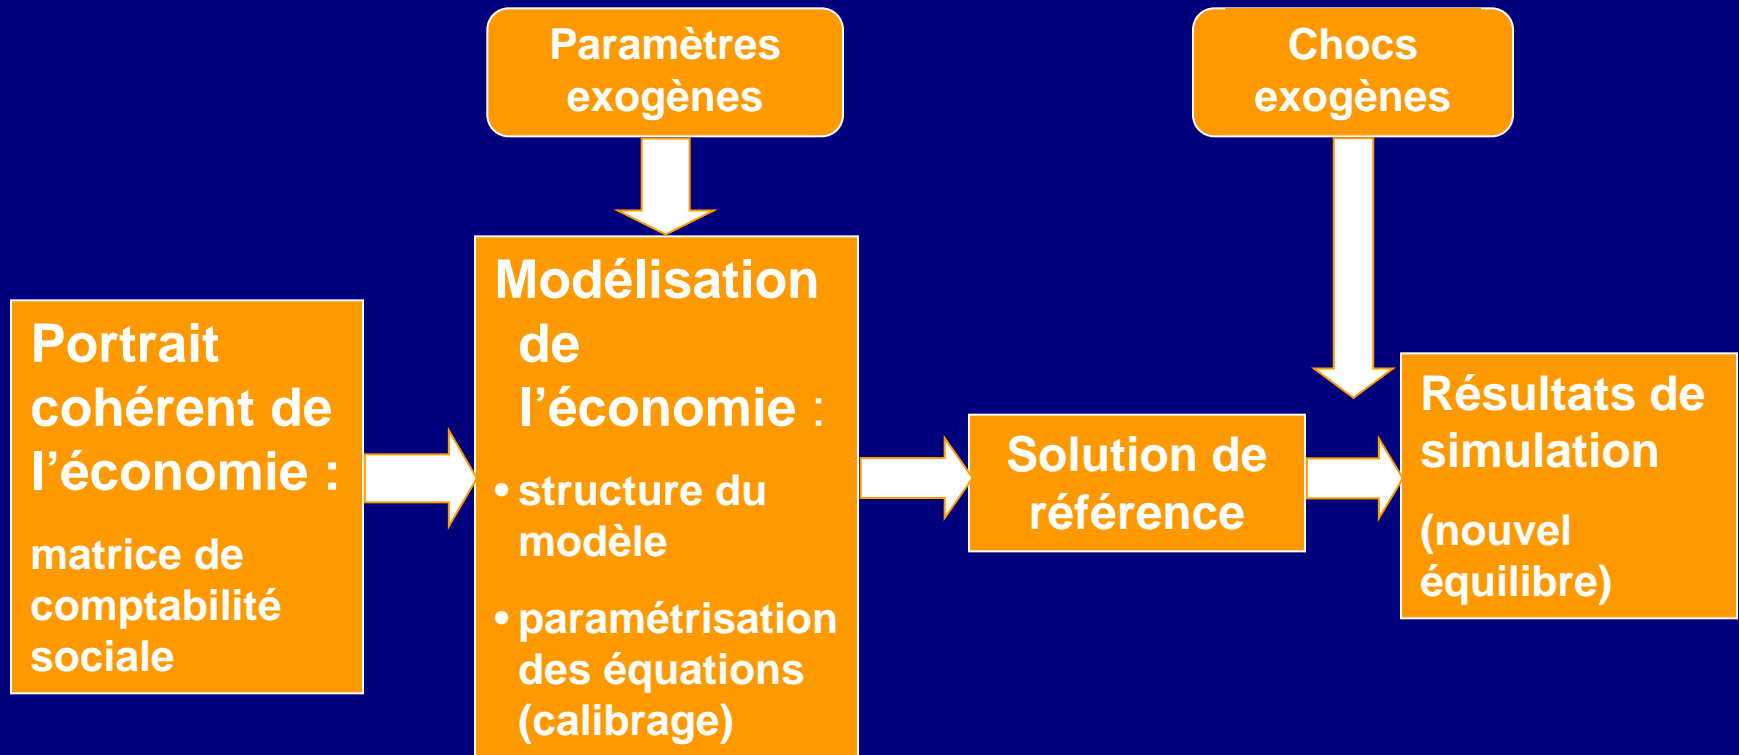 Paramètres
exogènes
Chocs
exogènes
Portrait
cohérent de
l’économie :
matrice de
comptabilité
sociale
Modélisation
de
l’économie :
• structure du
modèle
• paramétrisation
des équations
(calibrage)
Solution de
référence
Résultats de
simulation
(nouvel
équilibre)